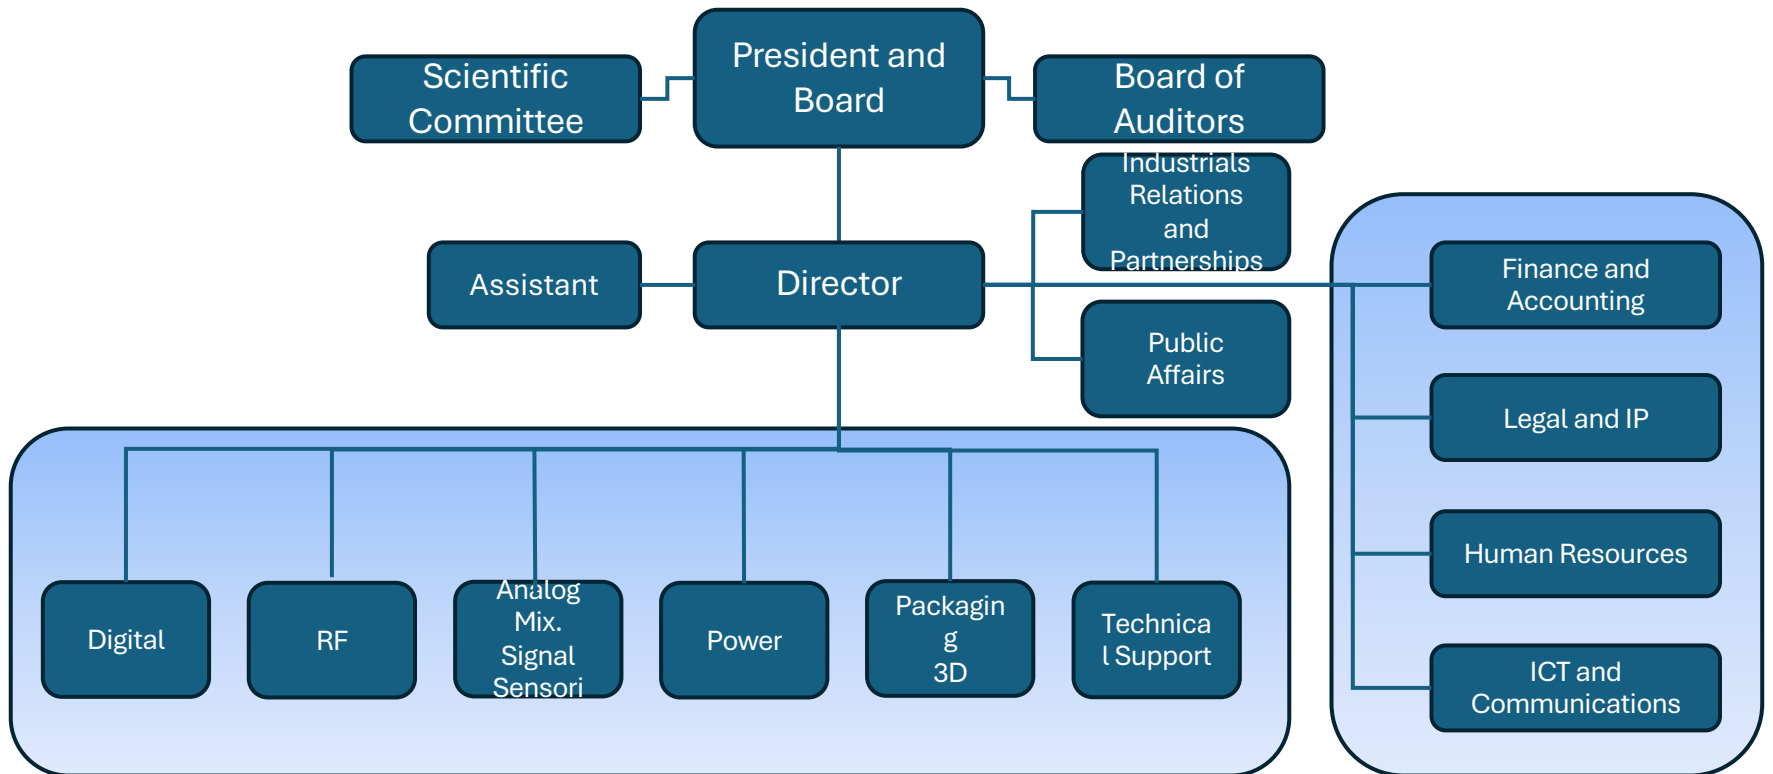 President and
Board
Scientific
Committee
Board of
Auditors
Industrials
Relations
and
Partnerships
Assistant
Director
Public
Affairs
Finance and
Accounting
Legal and IP
Human Resources
ICT and
Communications
Digital
RF
Analog
Mix.
Signal
Sensori
Power
Packagin
g
3D
Technica
l Support